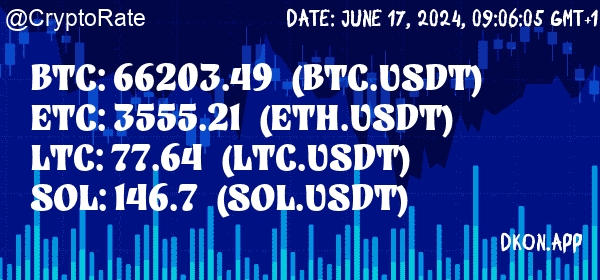 @CryptoRate
DATE: JUNE 17, 2024, 09:06:05 GMT+1
BTC: 66203.49 (BTC.USDT)
ETC: 3555.21 (ETH.USDT)
LTC: 77.64 (LTC.USDT)
SOL: 146.7 (SOL.USDT)
DKON.APP